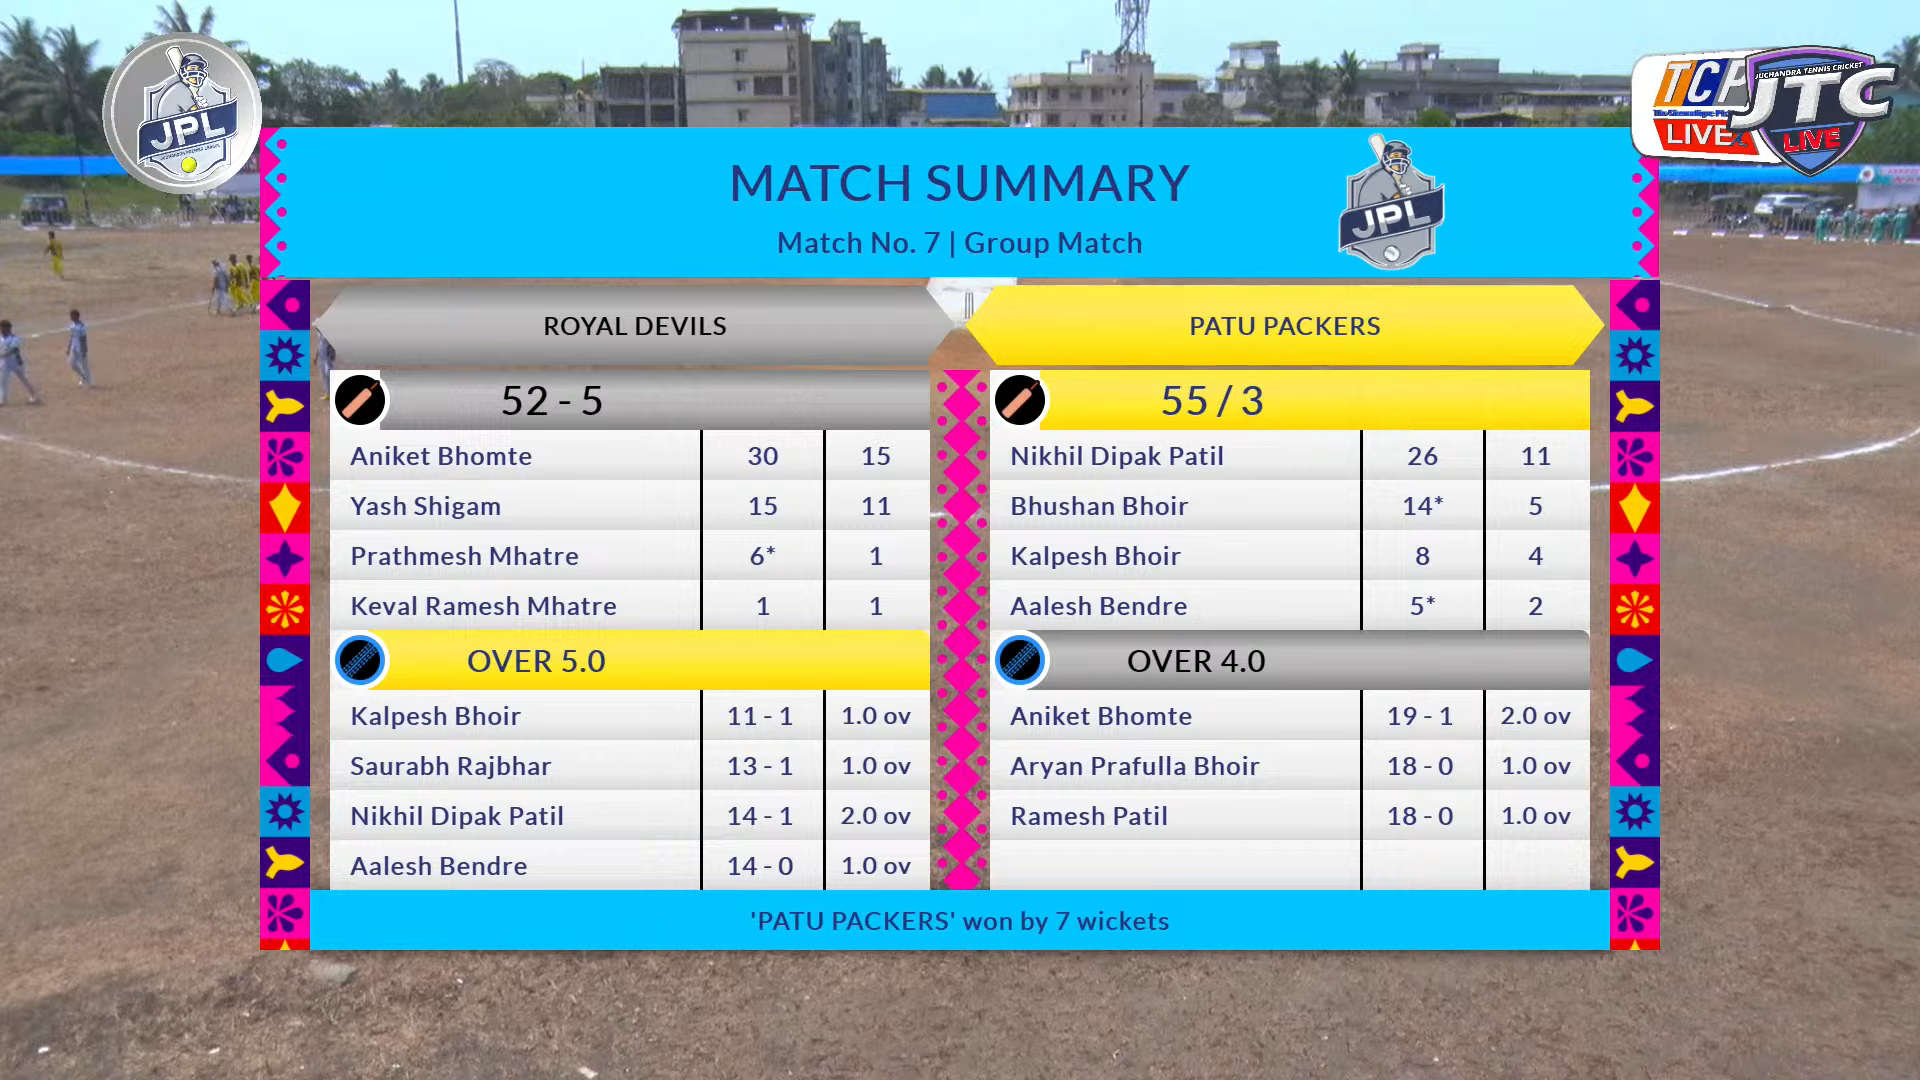 JPL
TCP
LIVE
JUCHANDRA TENNIS CRICKET
JTC
LIVE
MATCH SUMMARY
Match No. 7 | Group Match
JPL
ROYAL DEVILS
PATU PACKERS
52 - 5
Aniket Bhomte 30 15
Yash Shigam 15 11
Prathmesh Mhatre 6* 1
Keval Ramesh Mhatre 1 1
OVER 5.0
Kalpesh Bhoir 11 - 1 1.0 ov
Saurabh Rajbhar 13 - 1 1.0 ov
Nikhil Dipak Patil 14 - 1 2.0 ov
Aalesh Bendre 14 - 0 1.0 ov
55 / 3
Nikhil Dipak Patil 26 11
Bhushan Bhoir 14* 5
Kalpesh Bhoir 8 4
Aalesh Bendre 5* 2
OVER 4.0
Aniket Bhomte 19 - 1 2.0 ov
Aryan Prafulla Bhoir 18 - 0 1.0 ov
Ramesh Patil 18 - 0 1.0 ov
'PATU PACKERS' won by 7 wickets